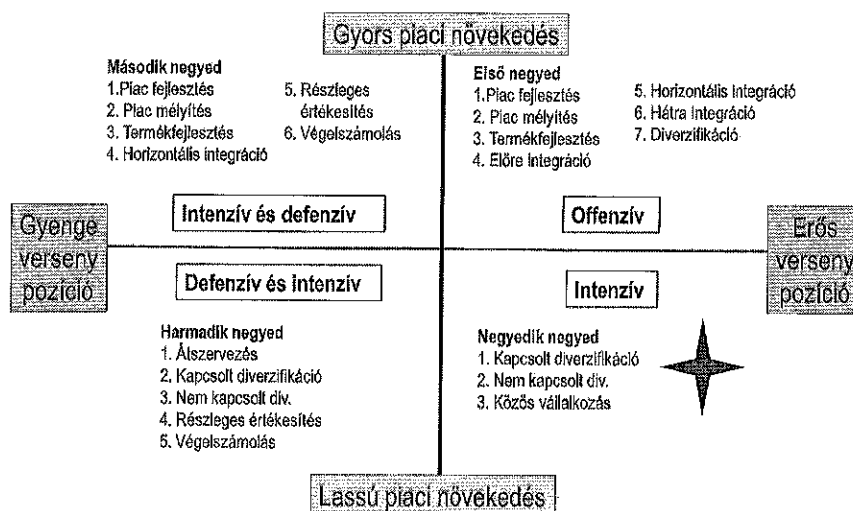 Gyors piaci növekedés
Második negyed
1.Piac fejlesztés
2. Piac mélyítés
3. Termékfejlesztés
4. Horizontális integráció
5. Részleges
értékesítés
6. Végelszámolás
Első negyed
1.Piac fejlesztés
2. Piac mélyítés
3. Termékfejlesztés
4. Előre Integráció
5. Horizontális Integráció
6. Hátra Integráció
7. Diverzifikáció
Intenzív és defenzív
Offenzív
Gyenge
verseny
pozíció
Erős
verseny
pozíció
Defenzív és intenzív
Intenzív
Harmadik negyed
1. Átszervezés
2. Kapcsolt diverzifikáció
3. Nem kapcsolt div.
4. Részleges értékesítés
5. Végelszámolás
Negyedik negyed
1. Kapcsolt diverzifikáció
2. Nem kapcsolt div.
3. Közös vállalkozás
Lassú piaci növekedés